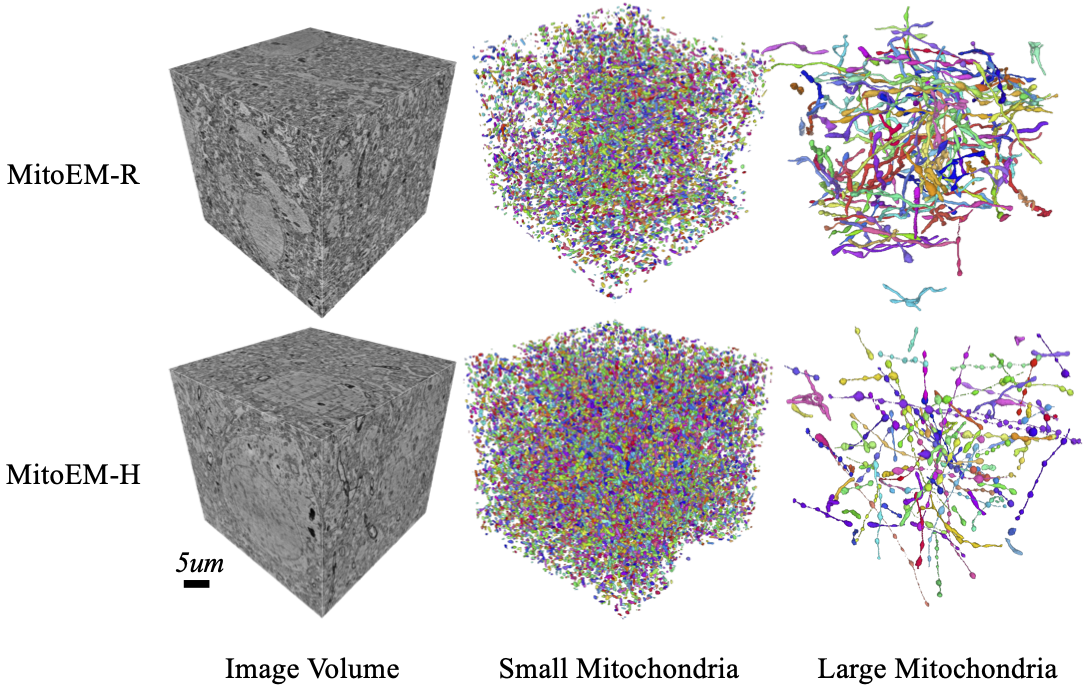 MitoEM-R
MitoEM-H
5um
Image Volume
Small Mitochondria
Large Mitochondria